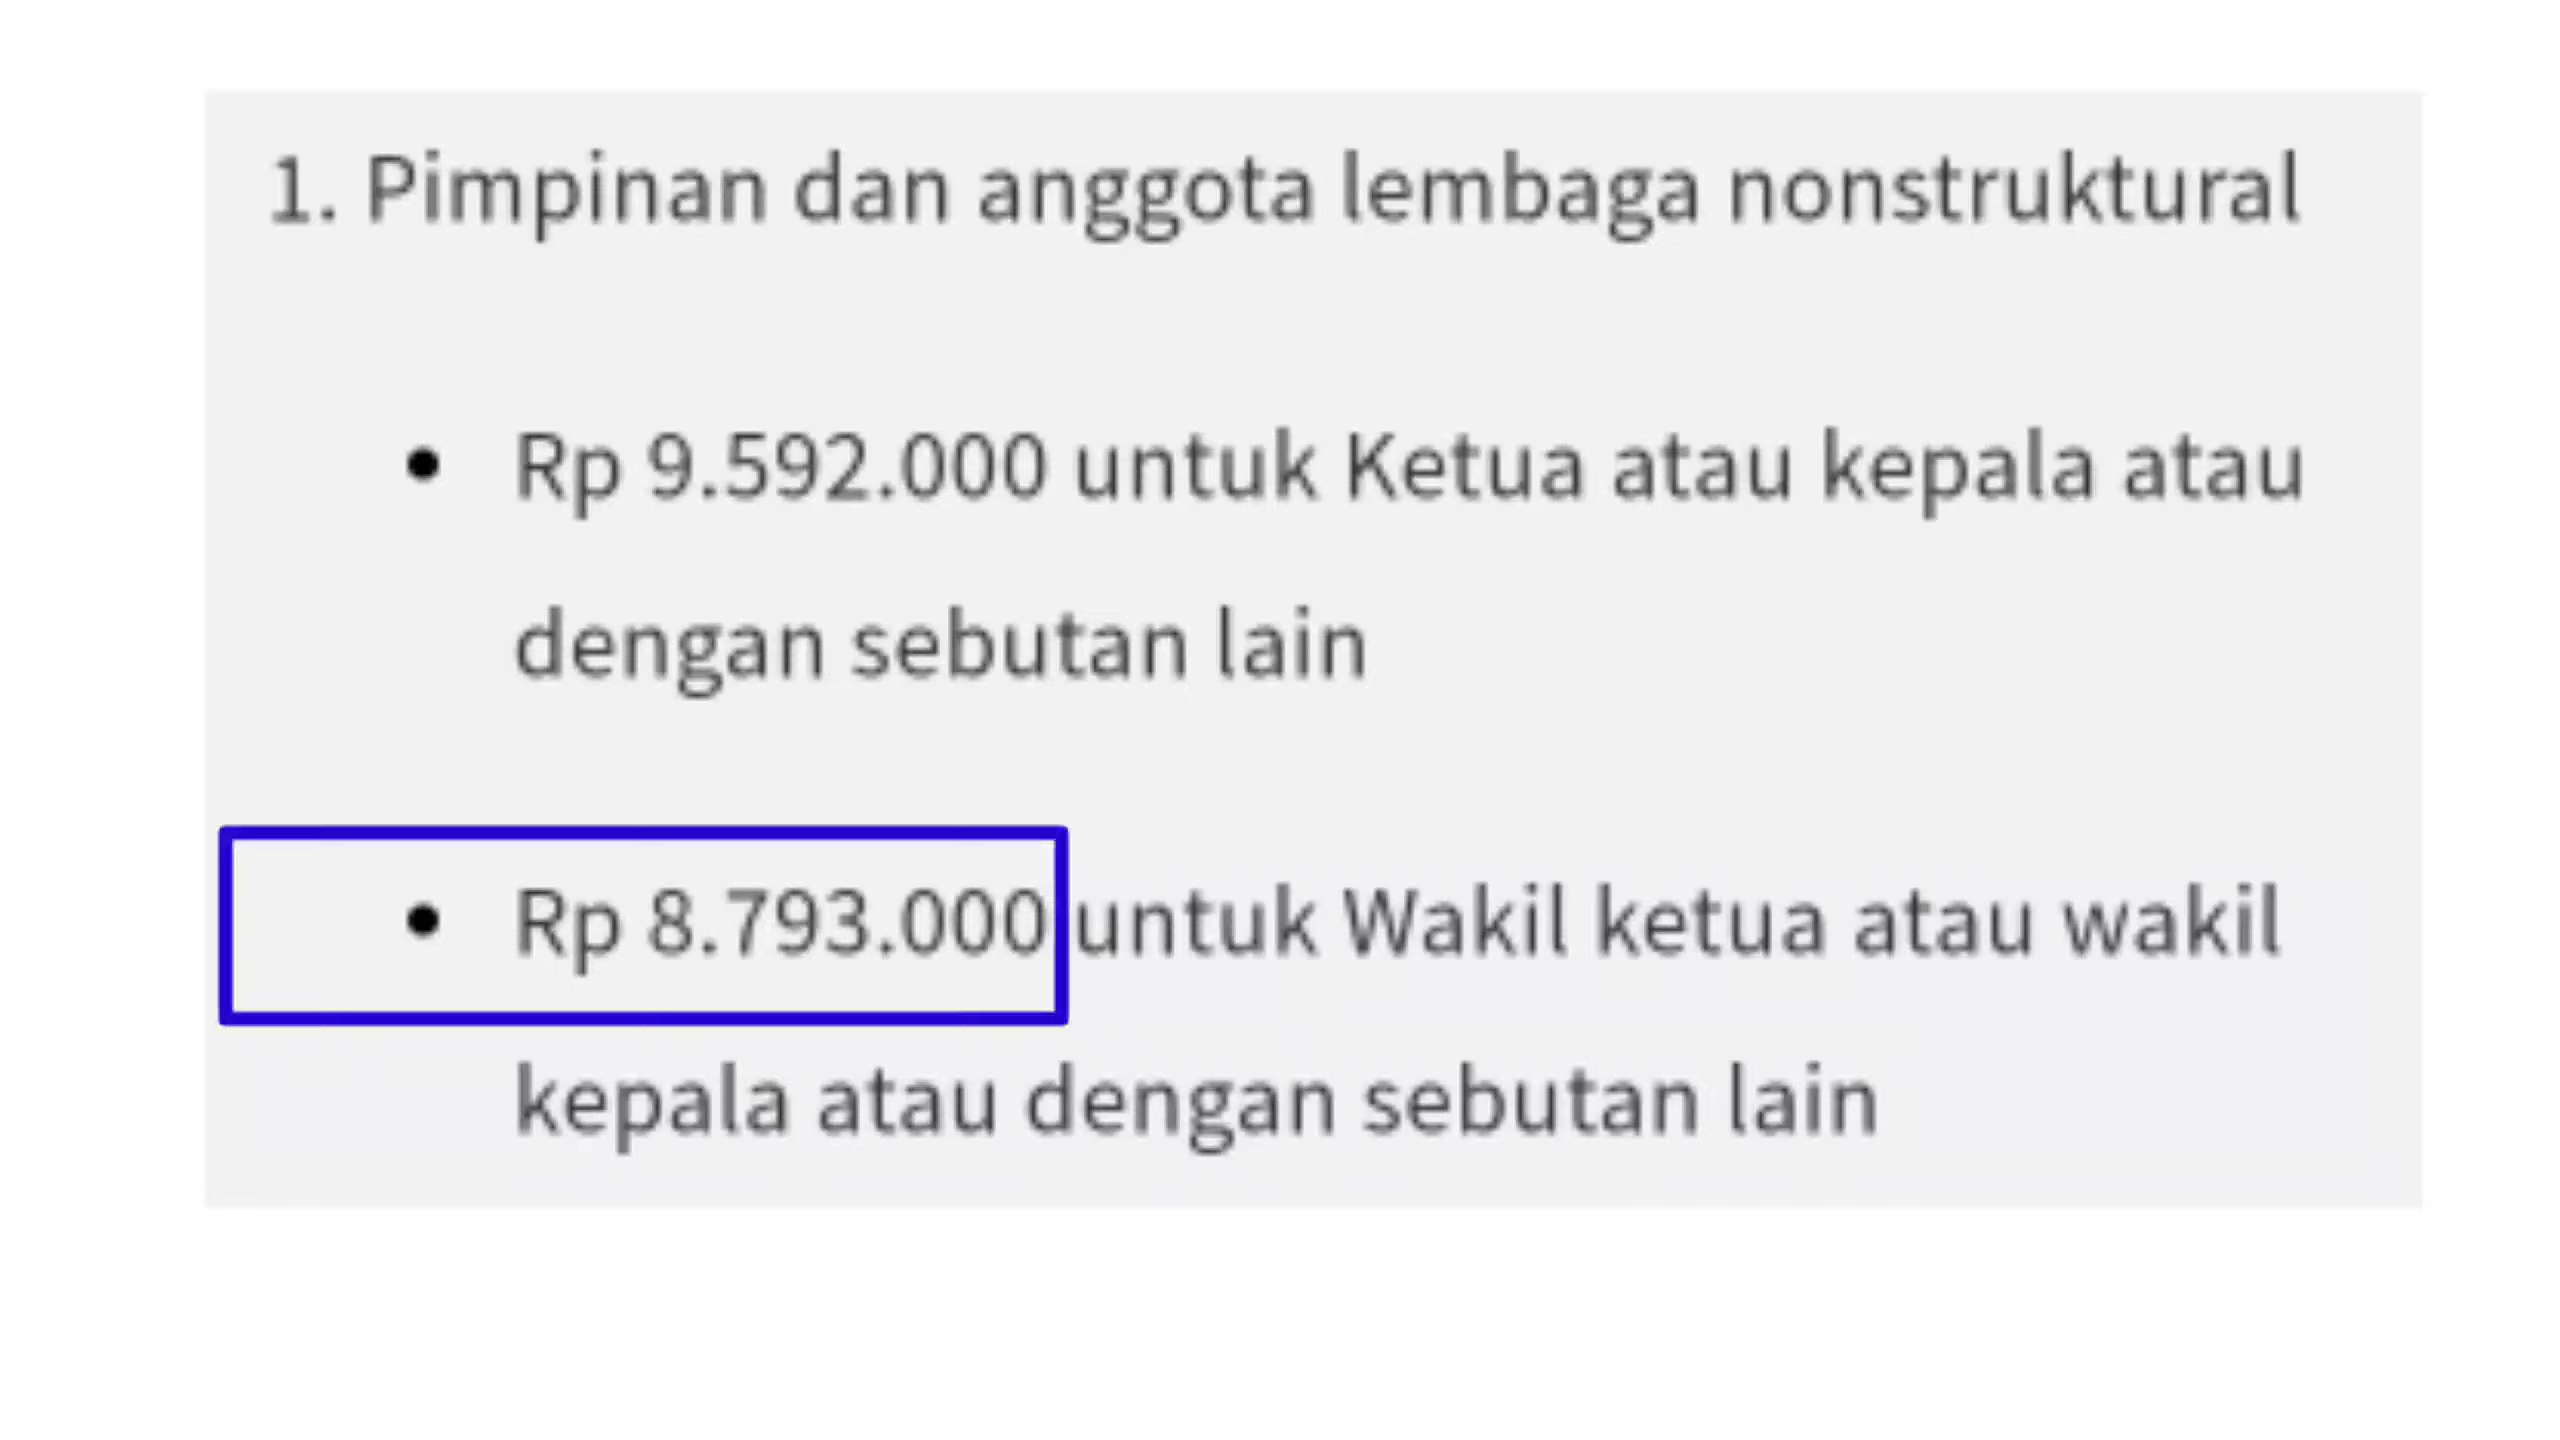 1. Pimpinan dan anggota lembaga nonstruktural
• Rp 9.592.000 untuk Ketua atau kepala atau
dengan sebutan lain
• Rp 8.793.000 untuk Wakil ketua atau wakil
kepala atau dengan sebutan lain